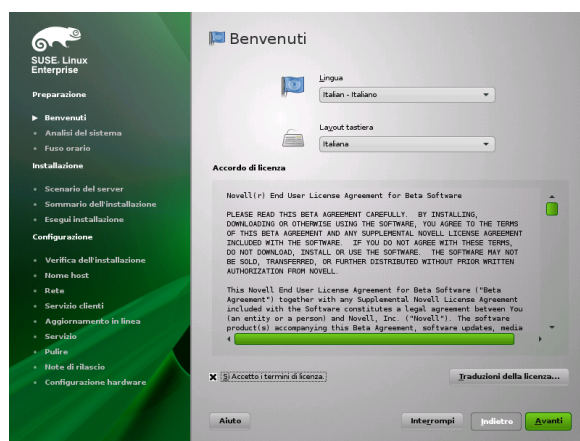 SUSE Linux
Enterprise
Preparazione
Benvenuti
Analisi del sistema
Fuso orario
Installazione
Scenario del server
Sommario dell'installazione
Esegui installazione
Configurazione
Verifica dell'installazione
Nome host
Rete
Servizio clienti
Aggiornamento in linea
Servizio
Pulire
Note di rilascio
Configurazione hardware
Benvenuti
Lingua
Italian - Italiano
Layout tastiera
Italiana
Accordo di licenza
Novell(r) End User License Agreement for Beta Software
PLEASE READ THIS BETA AGREEMENT CAREFULLY. BY INSTALLING,
DOWNLOADING OR OTHERWISE USING THE SOFTWARE, YOU AGREE TO THE TERMS
OF THIS BETA AGREEMENT AND ANY SUPPLEMENTAL NOVELL LICENSE AGREEMENT
INCLUDED WITH THE SOFTWARE. IF YOU DO NOT AGREE WITH THESE TERMS,
DO NOT DOWNLOAD, INSTALL OR USE THE SOFTWARE. THE SOFTWARE MAY NOT
BE SOLD, TRANSFERRED, OR FURTHER DISTRIBUTED WITHOUT PRIOR WRITTEN
AUTHORIZATION FROM NOVELL.
This Novell End User License Agreement for Beta Software ("Beta
Agreement") together with any Supplemental Novell License Agreement
included with the Software constitutes a legal agreement between You
(an entity or a person) and Novell, Inc. ("Novell"). The software
product(s) accompanying this Beta Agreement, software updates, media
S) Accetto i termini di licenza.
Traduzioni della licenza...
Aiuto
Interrompi
Indietro
Avanti